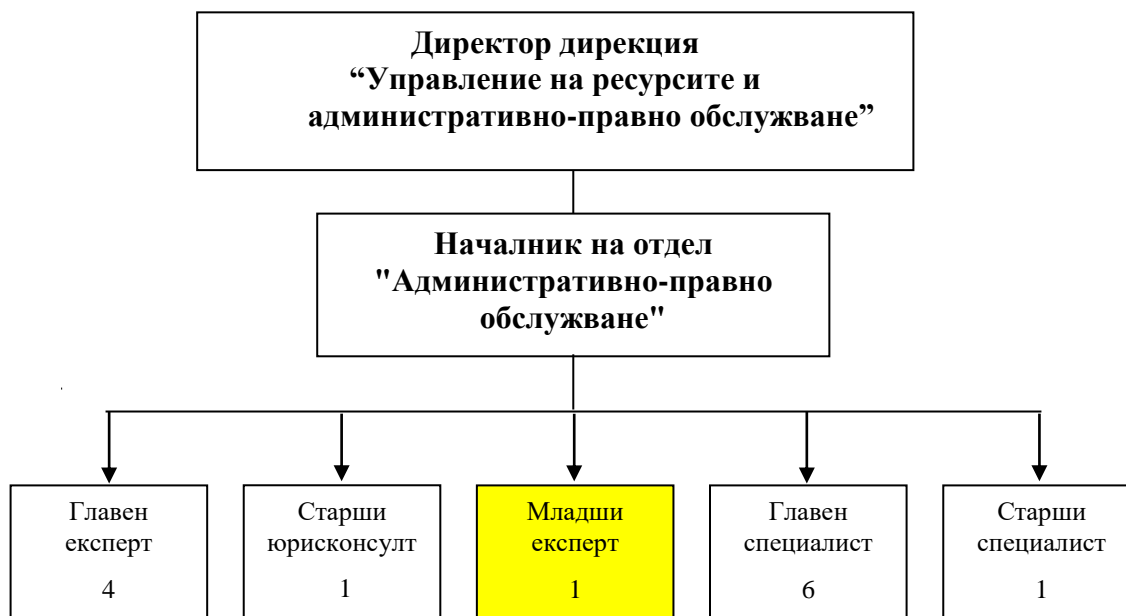 Директор дирекция
“Управление на ресурсите и
административно-правно обслужване”
Началник на отдел
"Административно-правно
обслужване"
Главен
експерт
4
Старши
юрисконсулт
1
Младши
експерт
1
Главен
специалист
6
Старши
специалист
1